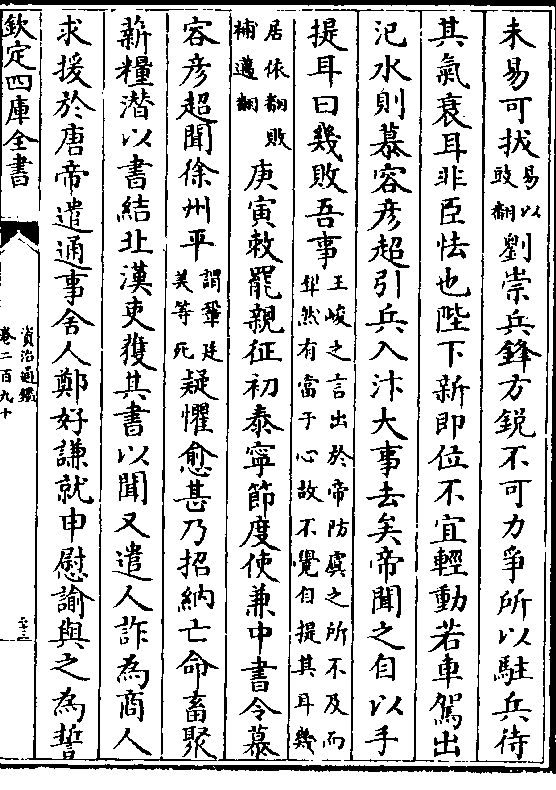 未易可拔易以豉翻劉崇兵鋒方鋭不可力爭所以駐兵待
其氣衰耳非臣怯也陛下新即位不宜輕動若車駕出
汜水則慕容彦超引兵入汴大事去矣帝聞之自以手
提耳曰幾敗吾事王峻之言出於帝防虞之所不及而犂然有當于心故不覺自提其耳幾
居依翻敗補邁翻庚寅敕罷親征初泰寧節度使兼中書令慕
容彦超聞徐州平謂鞏廷美等死疑懼愈甚乃招納亡命畜聚
薪糧潛以書結北漢吏獲其書以聞又遣人詐為商人
求援於唐帝遣通事舍人鄭好謙就申慰諭與之為誓
欽定四庫全書
資治通鑑
卷二百九十
二十三